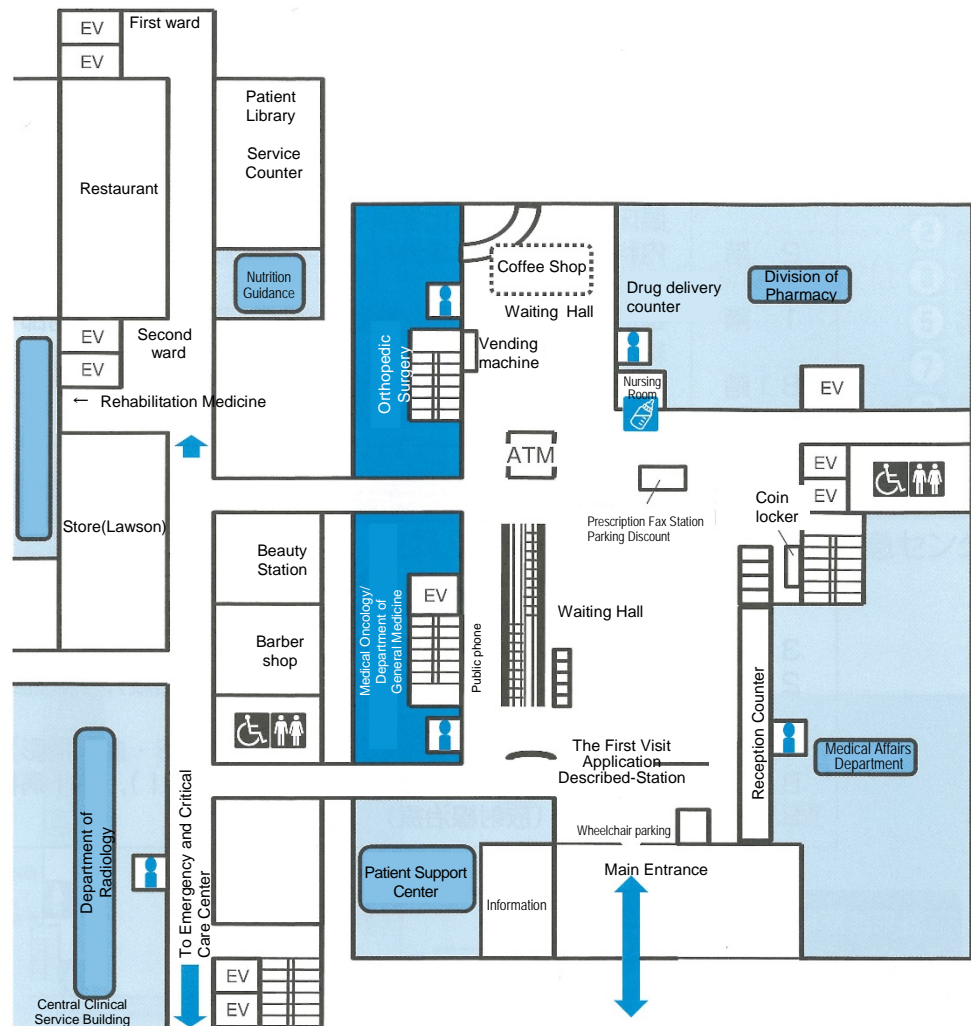 EV
First ward
EV
Patient
Library
Service
Counter
Restaurant
Nutrition
Guidance
Coffee Shop
Waiting Hall
Drug delivery
counter
Division of
Pharmacy
EV
Second
ward
EV
Orthopedic
Surgery
Vending
machine
Nursing
Room
EV
← Rehabilitation Medicine
ATM
EV
EV
Coin
locker
Prescription Fax Station
Parking Discount
Store(Lawson)
Beauty
Station
Medical Oncology/
Department of
General Medicine
EV
Public phone
Waiting Hall
Barber
shop
Reception Counter
Medical Affairs
Department
The First Visit
Application
Described-Station
Wheelchair parking
Main Entrance
Department of
Radiology
To Emergency and Critical
Care Center
Patient Support
Center
Information
EV
EV
Central Clinical
Service Building